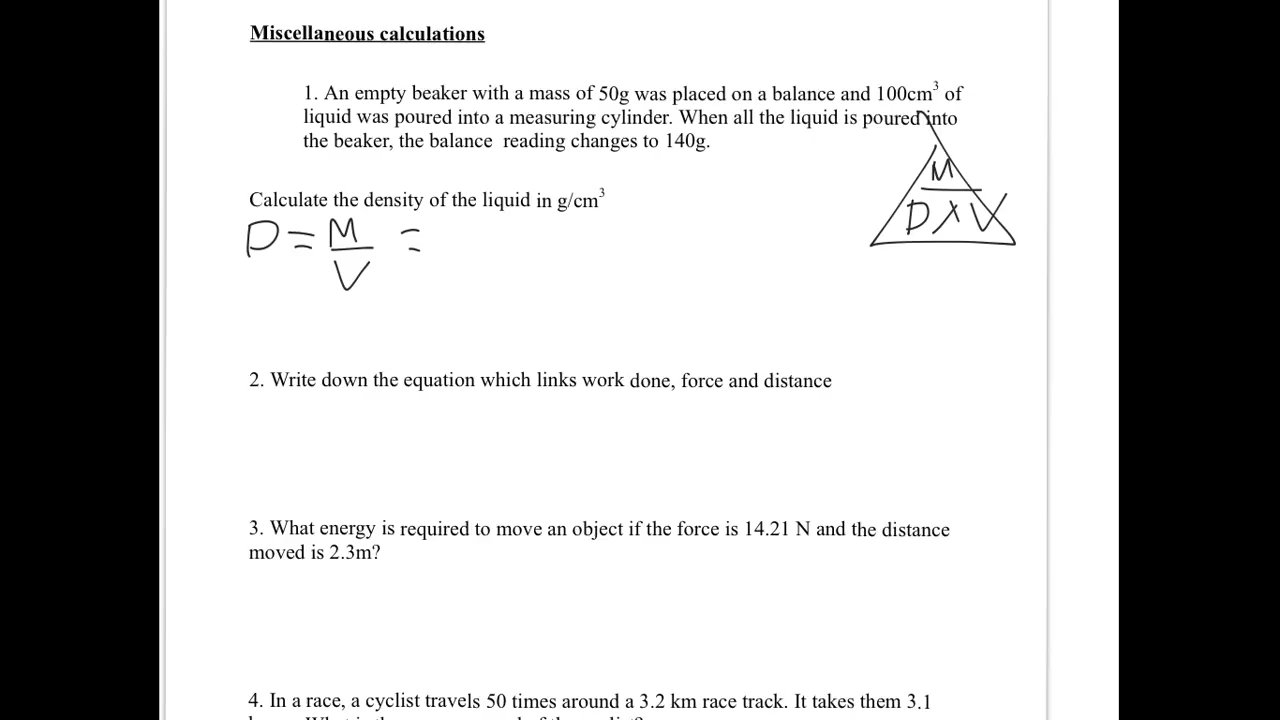 Miscellaneous calculations
1. An empty beaker with a mass of 50g was placed on a balance and 100cm³ of
liquid was poured into a measuring cylinder. When all the liquid is poured into
the beaker, the balance reading changes to 140g.
M
D X V
Calculate the density of the liquid in g/cm³
D = M =
V
2. Write down the equation which links work done, force and distance
3. What energy is required to move an object if the force is 14.21 N and the distance
moved is 2.3m?
4. In a race, a cyclist travels 50 times around a 3.2 km race track. It takes them 3.1